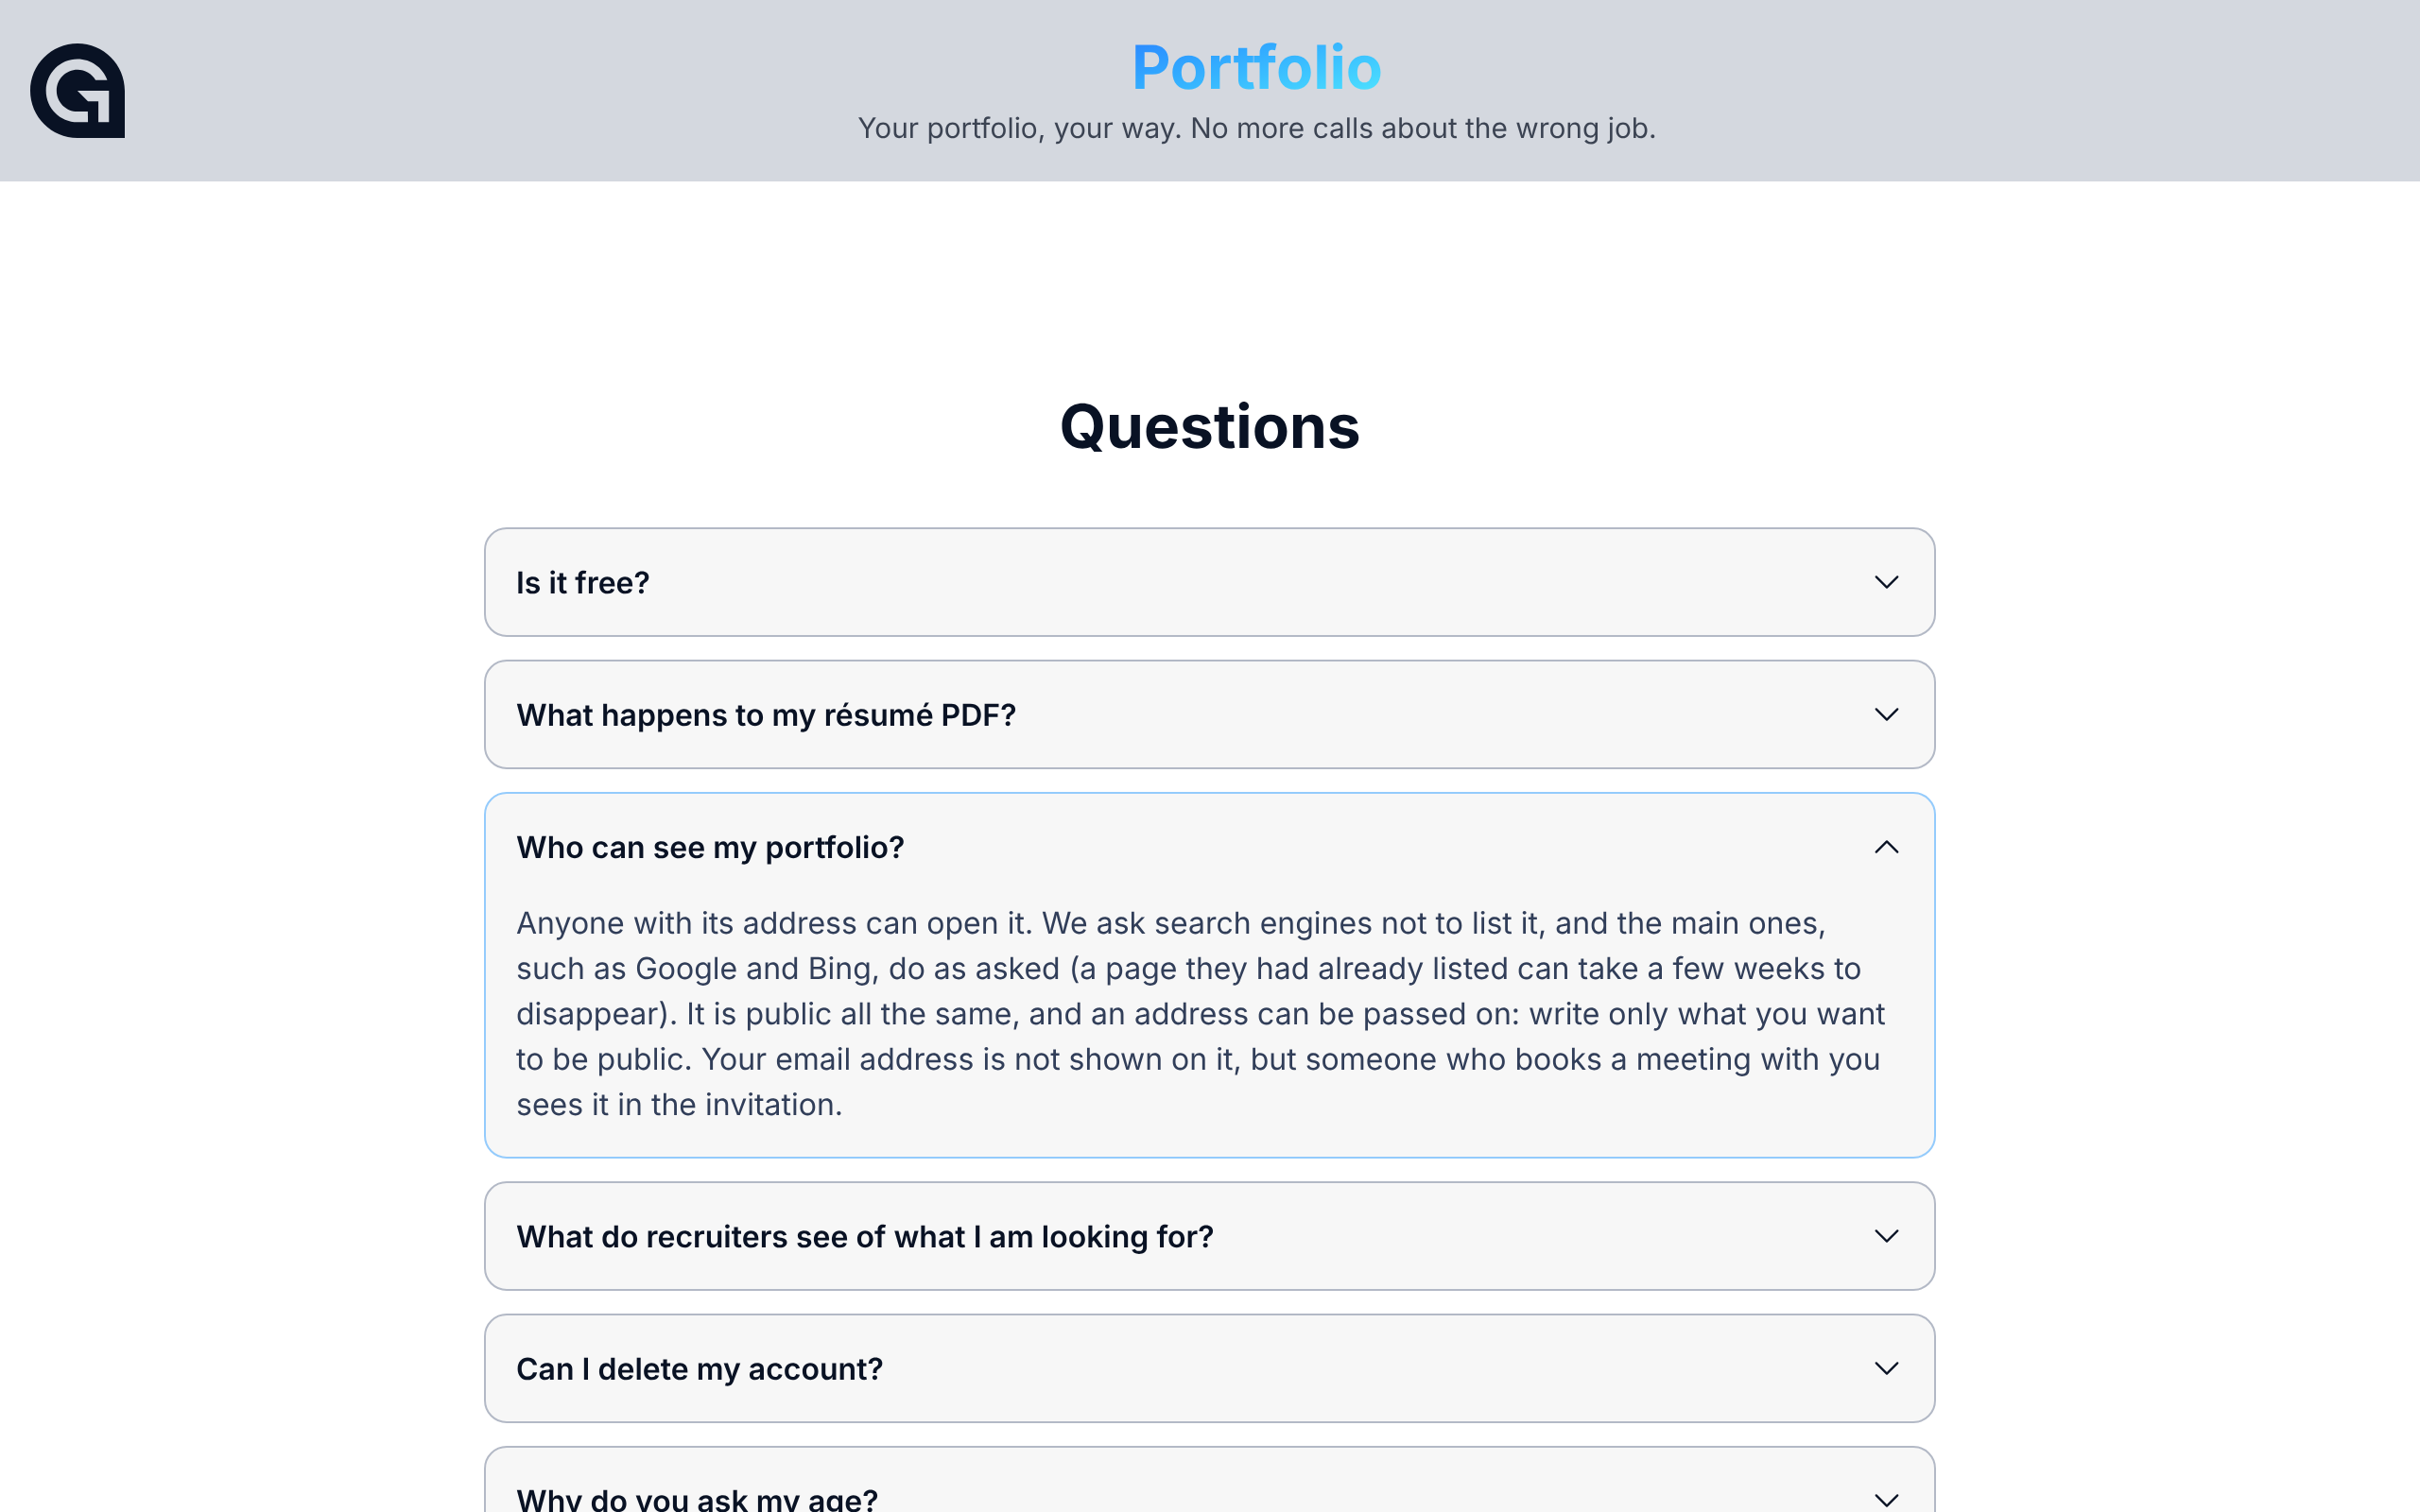 Portfolio
Your portfolio, your way. No more calls about the wrong job.
Questions
Is it free?
What happens to my résumé PDF?
Who can see my portfolio?
Anyone with its address can open it. We ask search engines not to list it, and the main ones,
such as Google and Bing, do as asked (a page they had already listed can take a few weeks to
disappear). It is public all the same, and an address can be passed on: write only what you want
to be public. Your email address is not shown on it, but someone who books a meeting with you
sees it in the invitation.
What do recruiters see of what I am looking for?
Can I delete my account?
Why do you ask my age?